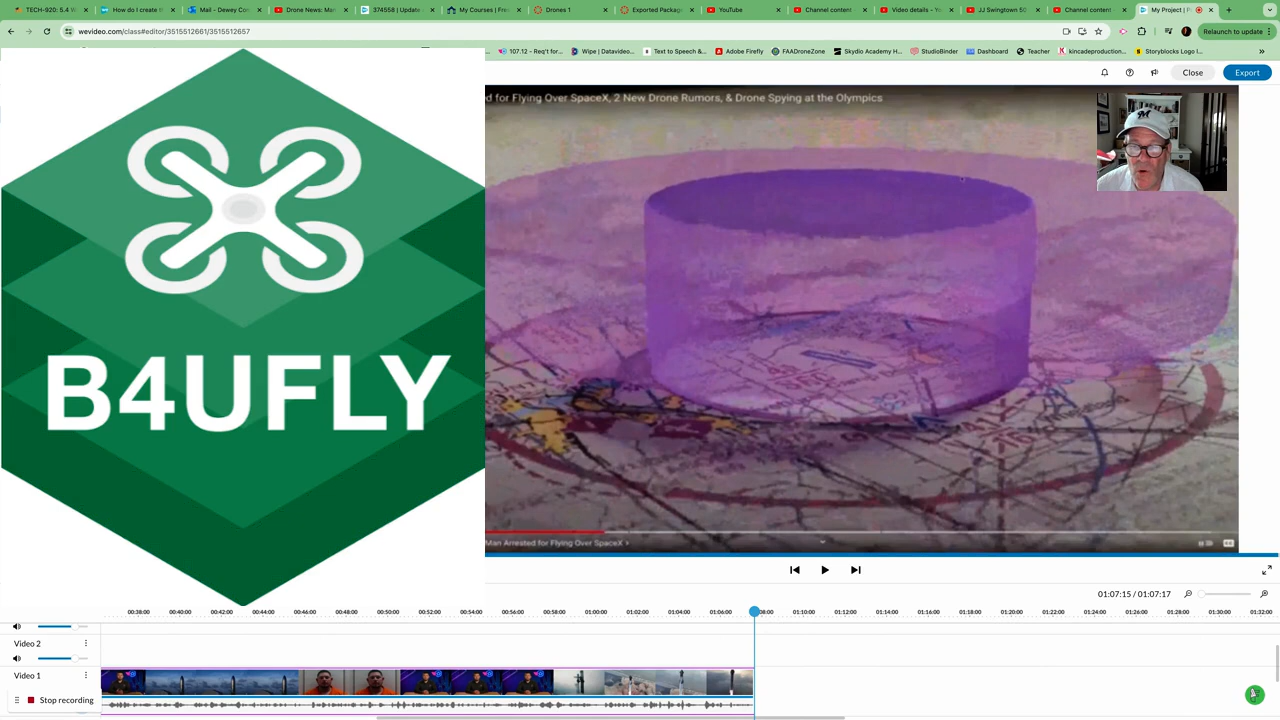 TECH-920: 5.4 W
How do I create t
Mail – Dewey Co
Drone News: Man
374558 | Update
My Courses | Fre
Drones 1
Exported Packag
YouTube
Channel content
Video details – Yo
JJ Swingtown 50
Channel content
My Project |
wevideo.com/class#editor/3515512661/3515512657
Relaunch to update
107.12 - Req't for...
Wipe | Datavideo...
Text to Speech &...
Adobe Firefly
FAADroneZone
Skydio Academy H...
StudioBinder
Dashboard
Teacher
kincadeproduction...
Storyblocks Logo I...
Close
Export
d for Flying Over SpaceX, 2 New Drone Rumors, & Drone Spying at the Olympics
B4UFLY
Man Arrested for Flying Over SpaceX >
01:07:15 / 01:07:17
00:38:00 00:40:00 00:42:00 00:44:00 00:46:00 00:48:00 00:50:00 00:52:00 00:54:00 00:56:00 00:58:00 01:00:00 01:02:00 01:04:00 01:06:00 08:00 01:10:00 01:12:00 01:14:00 01:16:00 01:18:00 01:20:00 01:22:00 01:24:00 01:26:00 01:28:00 01:30:00 01:32:00
Video 2
Video 1
Stop recording